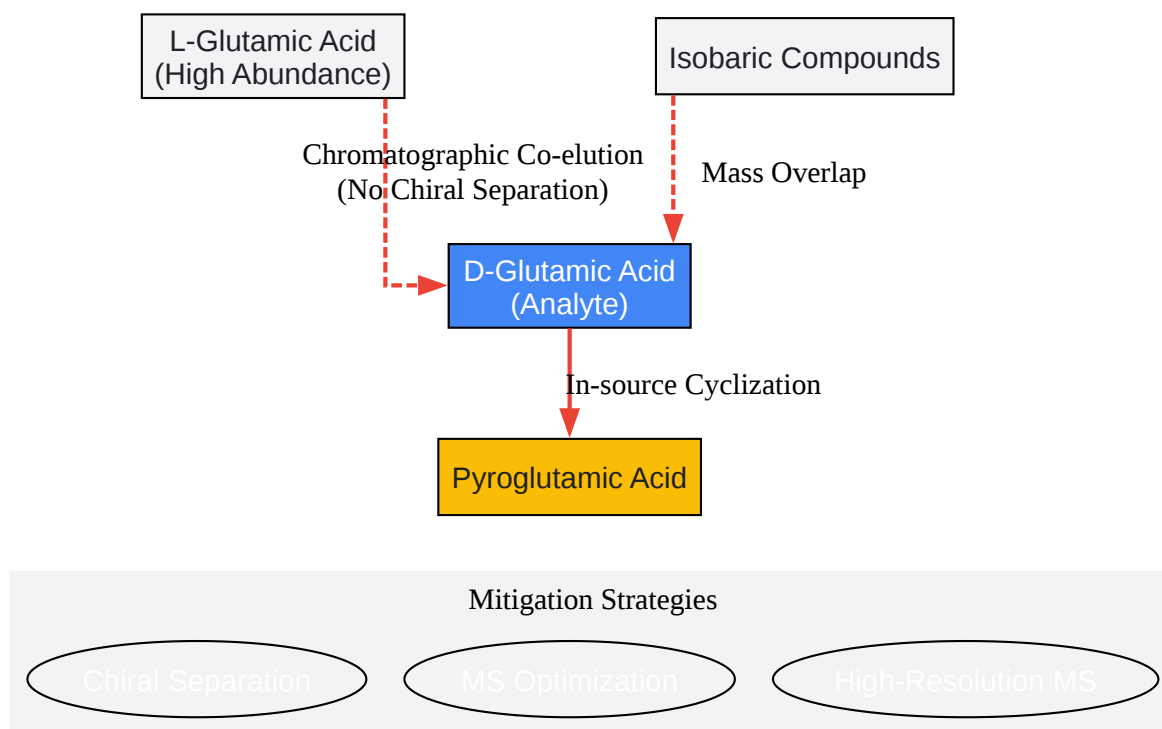 L-Glutamic Acid
(High Abundance)
Isobaric Compounds
Chromatographic Co-elution
(No Chiral Separation)
Mass Overlap
D-Glutamic Acid
(Analyte)
In-source Cyclization
Pyroglutamic Acid
Mitigation Strategies
Chiral Separation
MS Optimization
High-Resolution MS